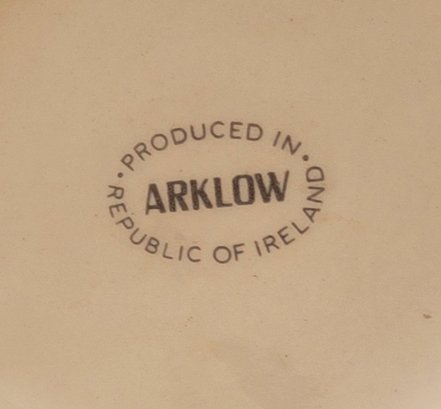 PRODUCED IN
ARKLOW
REPUBLIC OF IRELAND